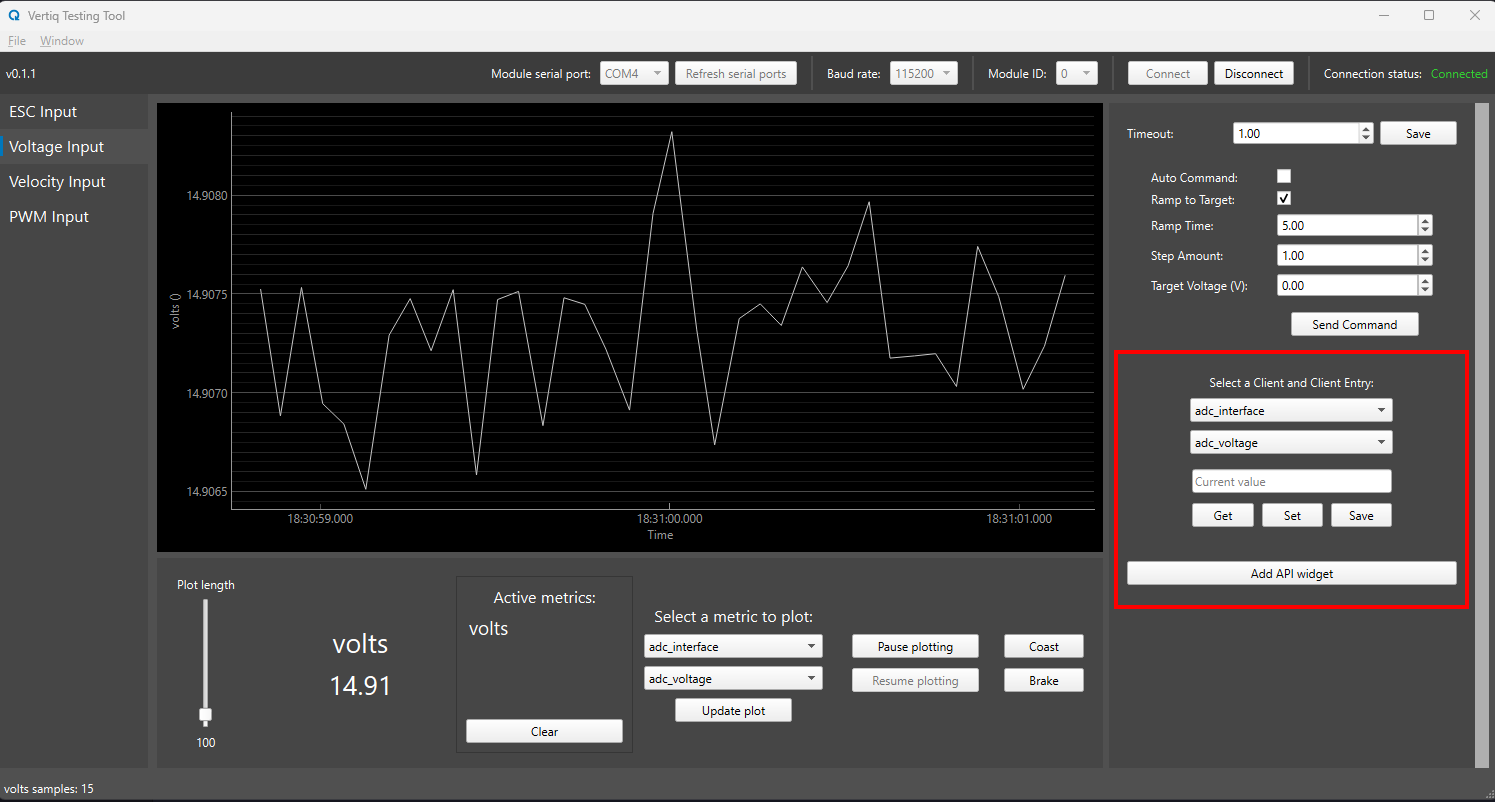 Vertiq Testing Tool
File Window
v0.1.1 Module serial port: COM4 Refresh serial ports Baud rate: 115200 Module ID: 0 Connect Disconnect Connection status: Connected
ESC Input
Voltage Input
Velocity Input
PWM Input
volts ()
14.9080
14.9075
14.9070
14.9065
18:30:59.000 18:31:00.000 18:31:01.000
Time
Timeout: 1.00 Save
Auto Command:
Ramp to Target:
Ramp Time: 5.00
Step Amount: 1.00
Target Voltage (V): 0.00
Send Command
Select a Client and Client Entry:
adc_interface
adc_voltage
Current value
Get Set Save
Add API widget
Plot length
100
volts
14.91
Active metrics:
volts
Clear
Select a metric to plot:
adc_interface
adc_voltage
Update plot
Pause plotting
Resume plotting
Coast
Brake
volts samples: 15